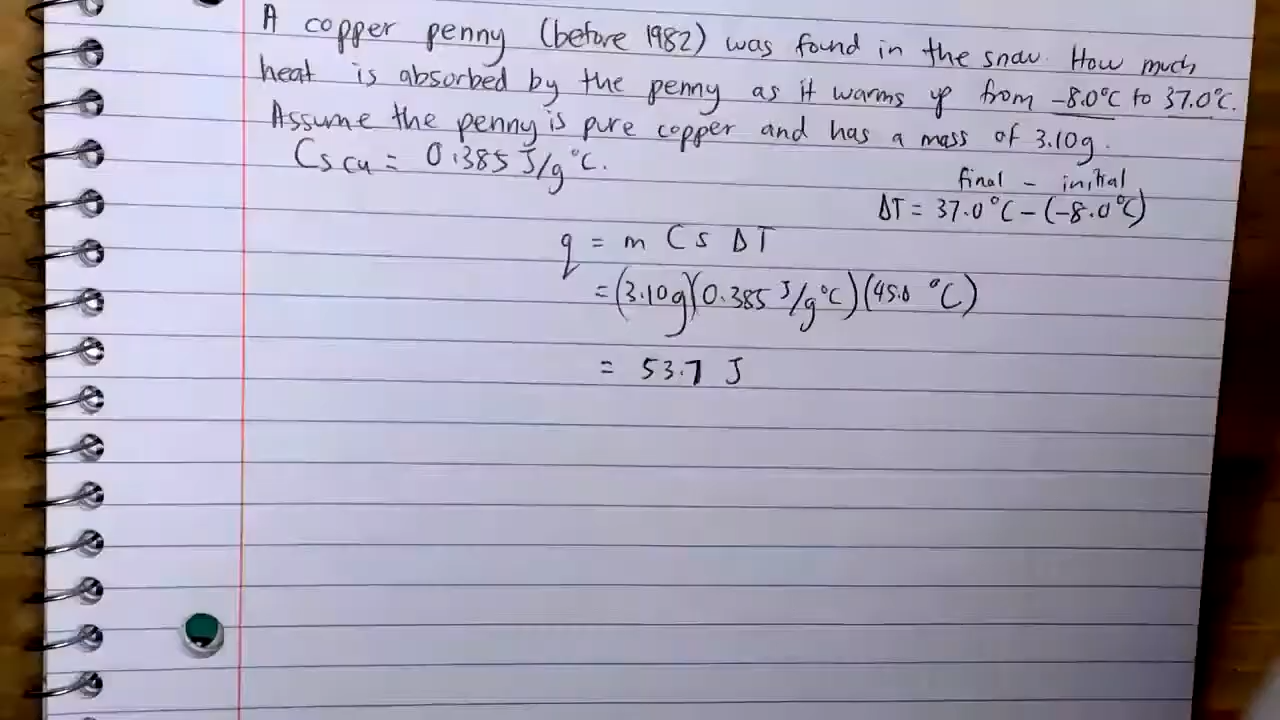 A copper penny (before 1982) was found in the snow. How much
heat is absorbed by the penny as it warms up from -8.0°C to 37.0°C.
Assume the penny is pure copper and has a mass of 3.10g.
Cs Cu = 0.385 J/g°C.
final - initial
ΔT = 37.0°C - (-8.0°C)
q = m Cs ΔT
= (3.10g)(0.385 J/g°C)(45.0 °C)
= 53.7 J